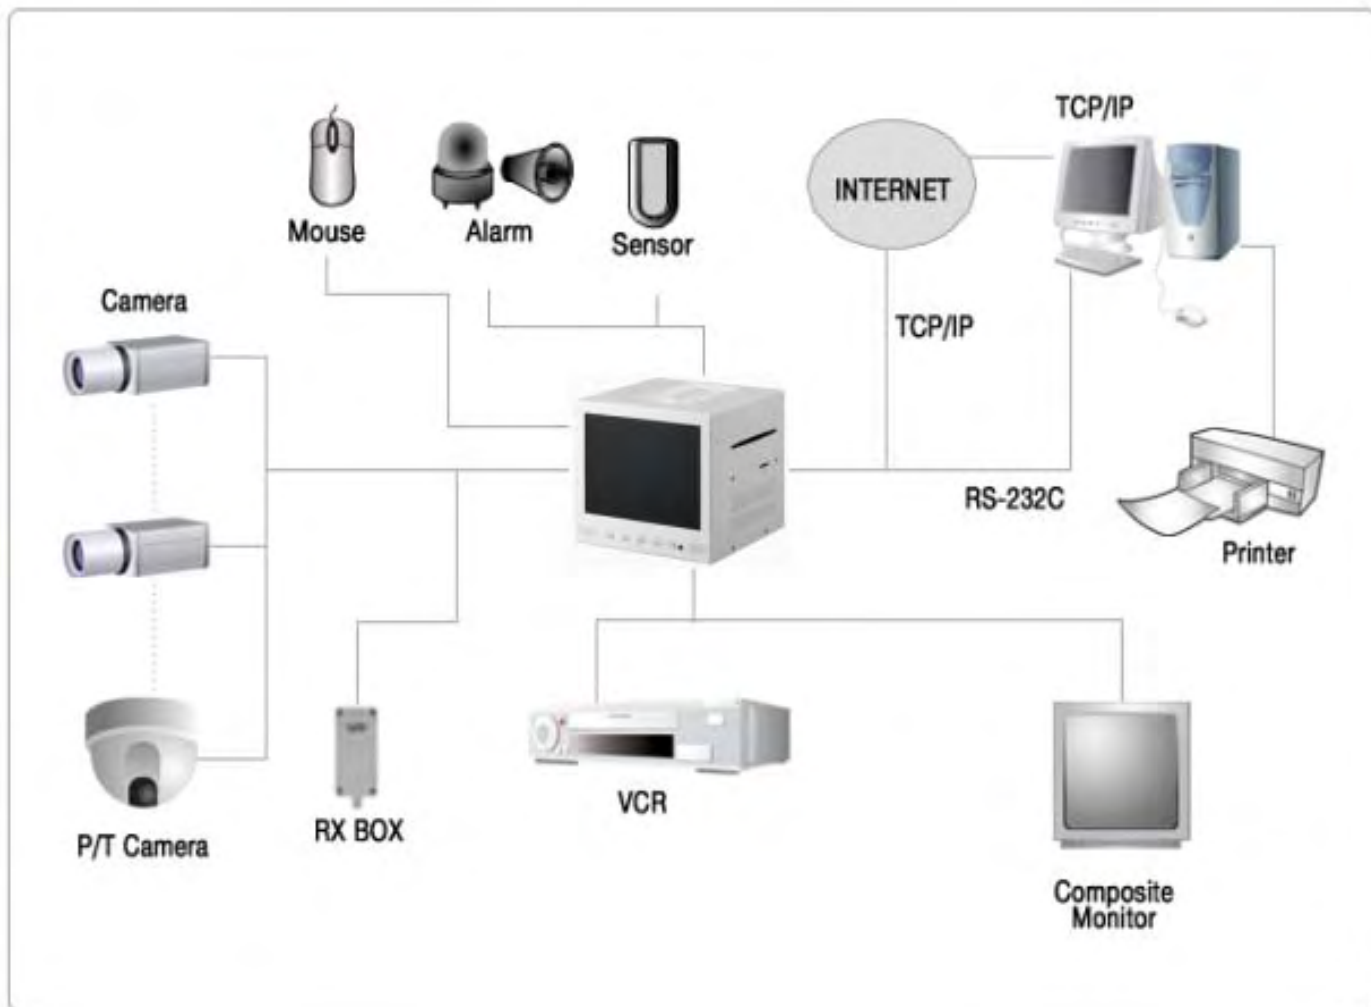 TCP/IP
INTERNET
Mouse
Alarm
Sensor
Camera
TCP/IP
RS-232C
Printer
VCR
RX BOX
P/T Camera
Composite
Monitor